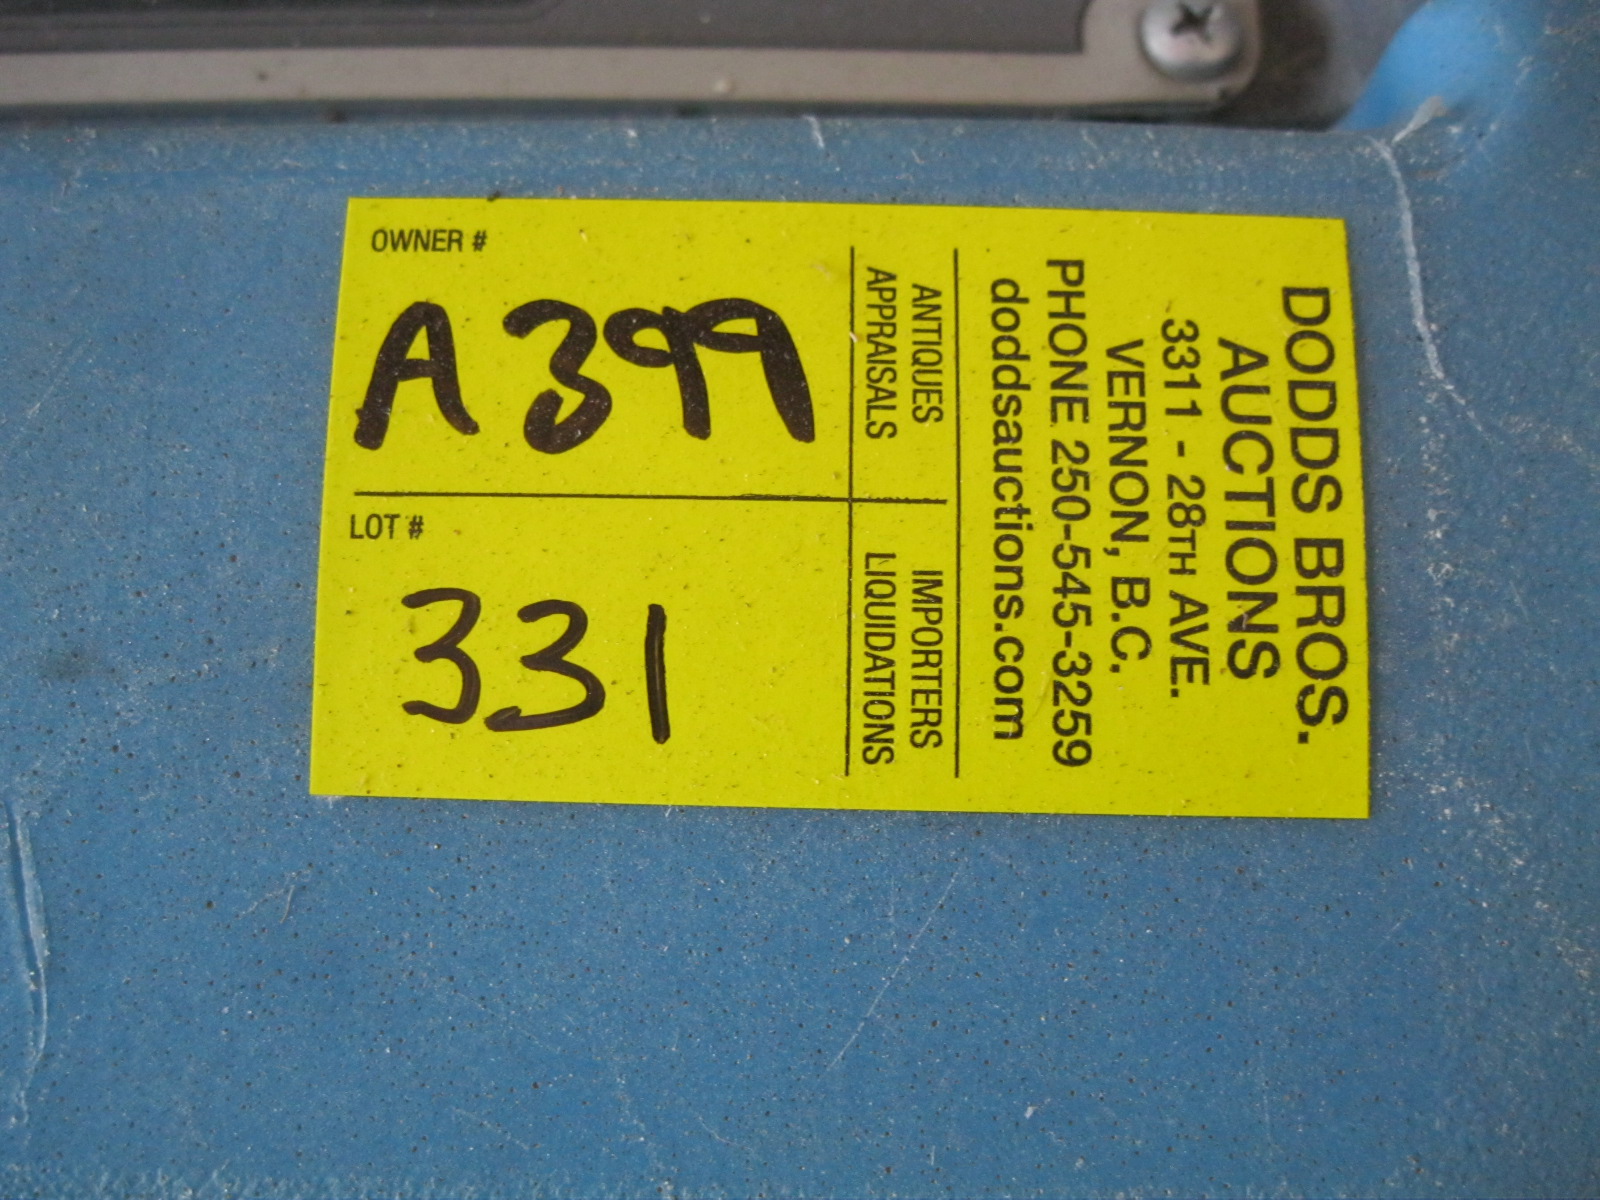 DODDS BROS.
AUCTIONS
3311 - 28TH AVE.
VERNON, B.C.
PHONE 250-545-3259
doddsauctions.com
ANTIQUES IMPORTERS
APPRAISALS LIQUIDATIONS
OWNER #
A399
LOT #
331